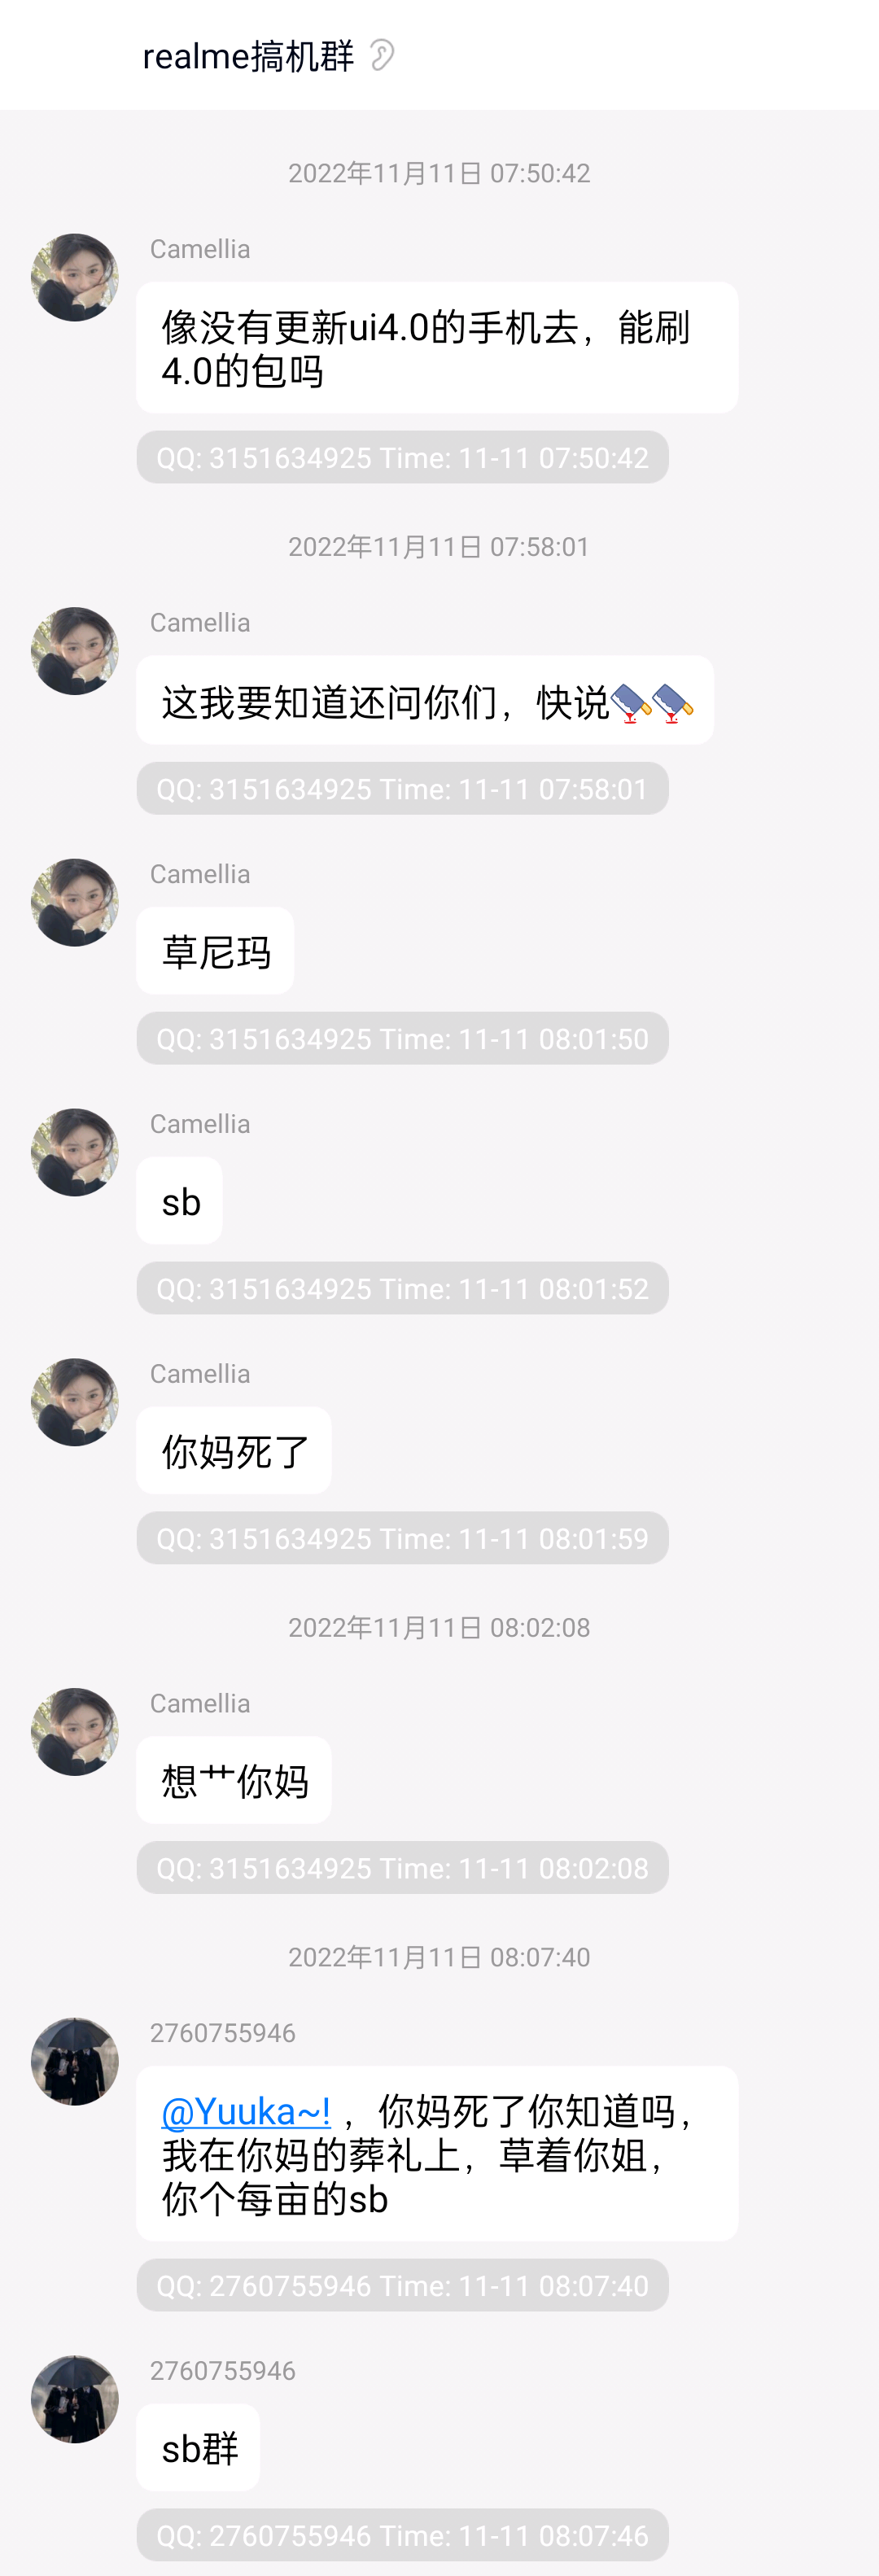 realme搞机群
2022年11月11日 07:50:42
Camellia
像没有更新ui4.0的手机去，能刷
4.0的包吗
QQ: 3151634925 Time: 11-11 07:50:42
2022年11月11日 07:58:01
Camellia
这我要知道还问你们，快说
QQ: 3151634925 Time: 11-11 07:58:01
Camellia
草尼玛
QQ: 3151634925 Time: 11-11 08:01:50
Camellia
sb
QQ: 3151634925 Time: 11-11 08:01:52
Camellia
你妈死了
QQ: 3151634925 Time: 11-11 08:01:59
2022年11月11日 08:02:08
Camellia
想艹你妈
QQ: 3151634925 Time: 11-11 08:02:08
2022年11月11日 08:07:40
2760755946
@Yuuka~! ，你妈死了你知道吗，
我在你妈的葬礼上，草着你姐，
你个每亩的sb
QQ: 2760755946 Time: 11-11 08:07:40
2760755946
sb群
QQ: 2760755946 Time: 11-11 08:07:46